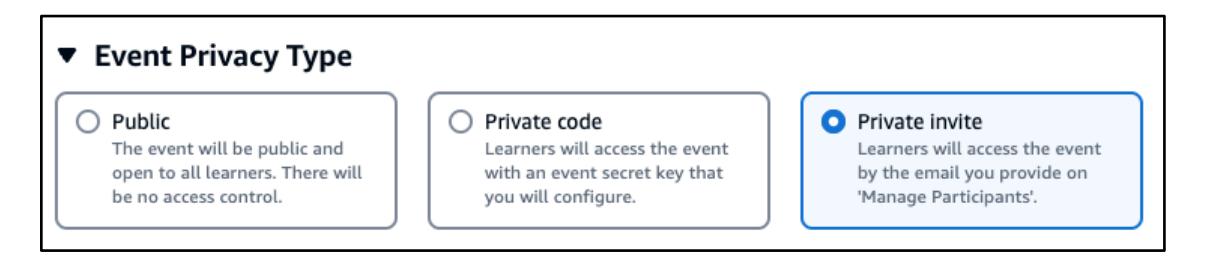 Event Privacy Type
Public
The event will be public and
open to all learners. There will
be no access control.
Private code
Learners will access the event
with an event secret key that
you will configure.
Private invite
Learners will access the event
by the email you provide on
'Manage Participants'.